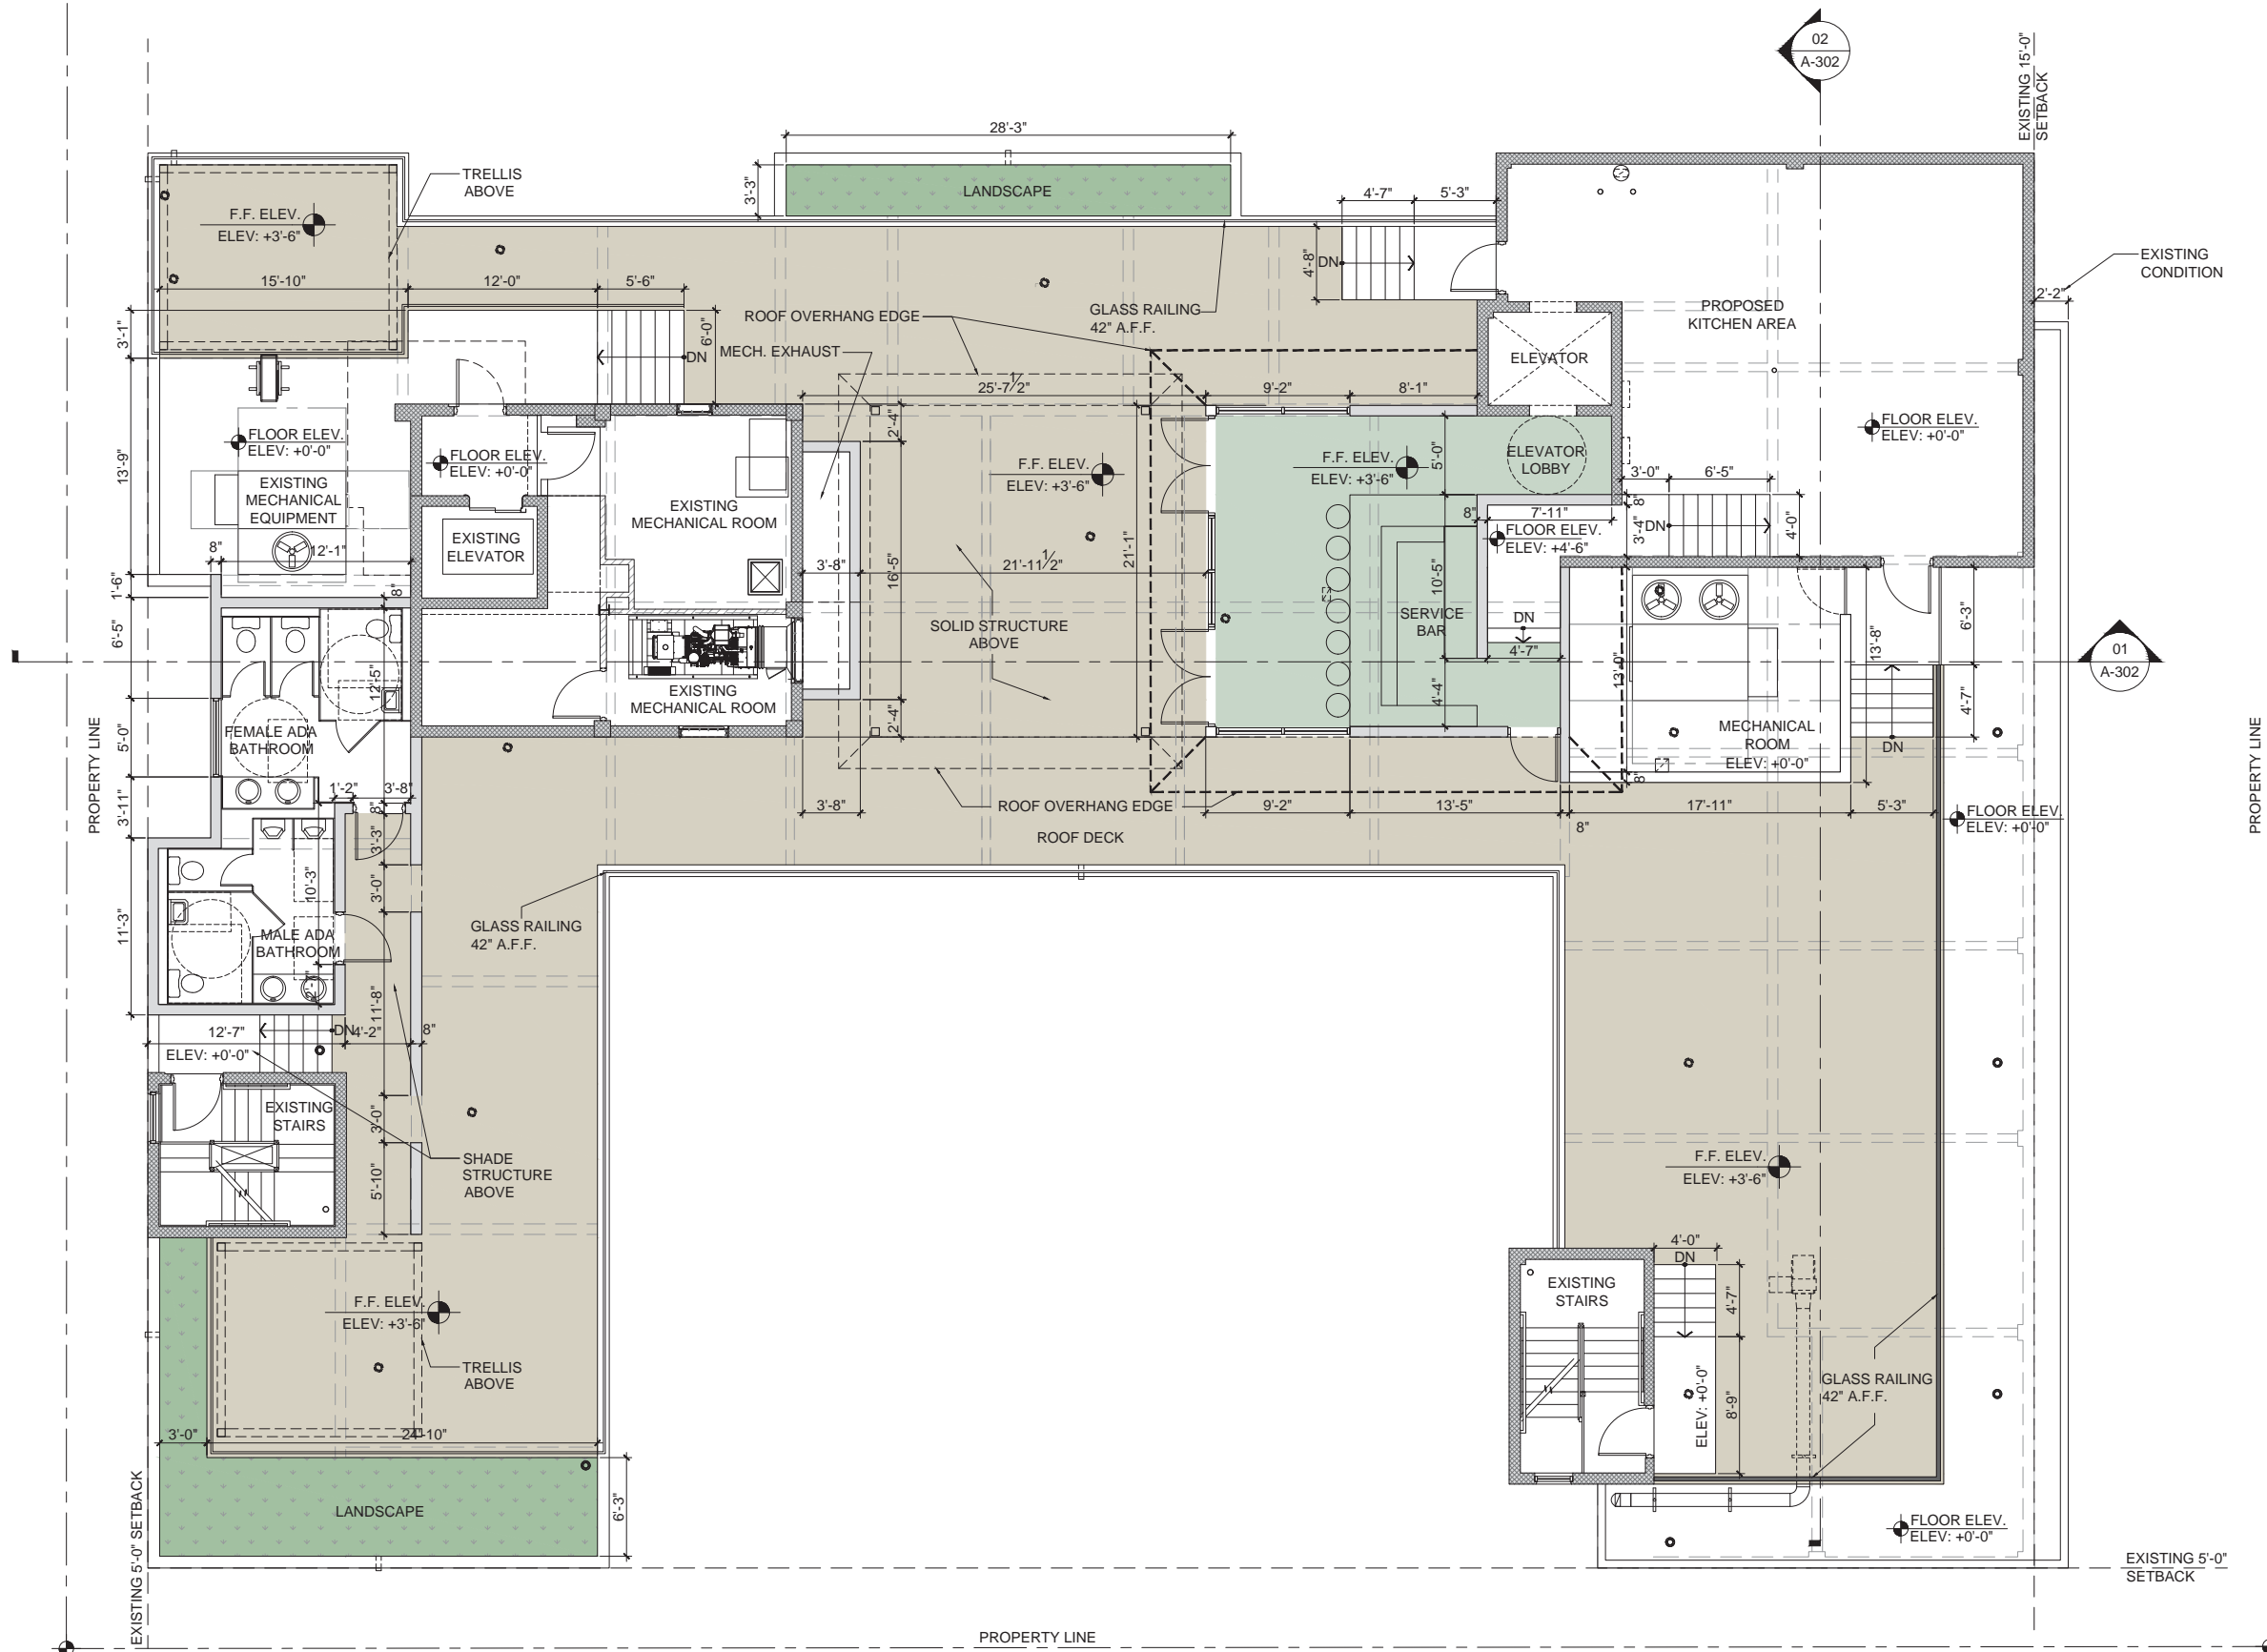 02
A-302
EXISTING 15'-0"
SETBACK
28'-3"
TRELLIS
ABOVE
3'-3"
LANDSCAPE
4'-7"
5'-3"
F.F. ELEV.
ELEV: +3'-6"
4'-8"
DN
EXISTING
CONDITION
15'-10"
12'-0"
5'-6"
2'-2"
ROOF OVERHANG EDGE
GLASS RAILING
42" A.F.F.
PROPOSED
KITCHEN AREA
3'-1"
6'-0"
DN
MECH. EXHAUST
ELEVATOR
25'-7 1/2"
9'-2"
8'-1"
2'-4"
FLOOR ELEV.
ELEV: +0'-0"
FLOOR ELEV.
ELEV: +0'-0"
13'-9"
F.F. ELEV.
ELEV: +3'-6"
F.F. ELEV.
ELEV: +3'-6"
5'-0"
ELEVATOR
LOBBY
FLOOR ELEV.
ELEV: +0'-0"
3'-0"
6'-5"
EXISTING
MECHANICAL
EQUIPMENT
EXISTING
MECHANICAL ROOM
8"
7'-11"
8"
3'-4"
DN
4'-0"
FLOOR ELEV.
ELEV: +4'-6"
EXISTING
ELEVATOR
8"
12'-1"
3'-8"
16'-5"
21'-11 1/2"
21'-1"
10'-5"
1'-6"
8"
SERVICE
BAR
DN
4'-7"
6'-5"
SOLID STRUCTURE
ABOVE
13'-0"
13'-8"
6'-3"
01
A-302
12'-5"
EXISTING
MECHANICAL ROOM
4'-4"
4'-7"
2'-4"
PROPERTY LINE
5'-0"
FEMALE ADA
BATHROOM
MECHANICAL
ROOM
ELEV: +0'-0"
DN
PROPERTY LINE
8"
1'-2"
3'-8"
3'-11"
8"
3'-8"
ROOF OVERHANG EDGE
9'-2"
13'-5"
17'-11"
5'-3"
8"
FLOOR ELEV.
ELEV: +0'-0"
ROOF DECK
3'-3"
10'-3"
3'-0"
11'-3"
MALE ADA
BATHROOM
GLASS RAILING
42" A.F.F.
11'-8"
12'-7"
DN
4'-2"
8"
ELEV: +0'-0"
EXISTING
STAIRS
3'-0"
SHADE
STRUCTURE
ABOVE
5'-10"
F.F. ELEV.
ELEV: +3'-6"
4'-0"
DN
EXISTING
STAIRS
4'-7"
F.F. ELEV.
ELEV: +3'-6"
TRELLIS
ABOVE
GLASS RAILING
42" A.F.F.
ELEV: +0'-0"
8'-9"
3'-0"
24'-10"
6'-3"
LANDSCAPE
EXISTING 5'-0" SETBACK
FLOOR ELEV.
ELEV: +0'-0"
EXISTING 5'-0"
SETBACK
PROPERTY LINE